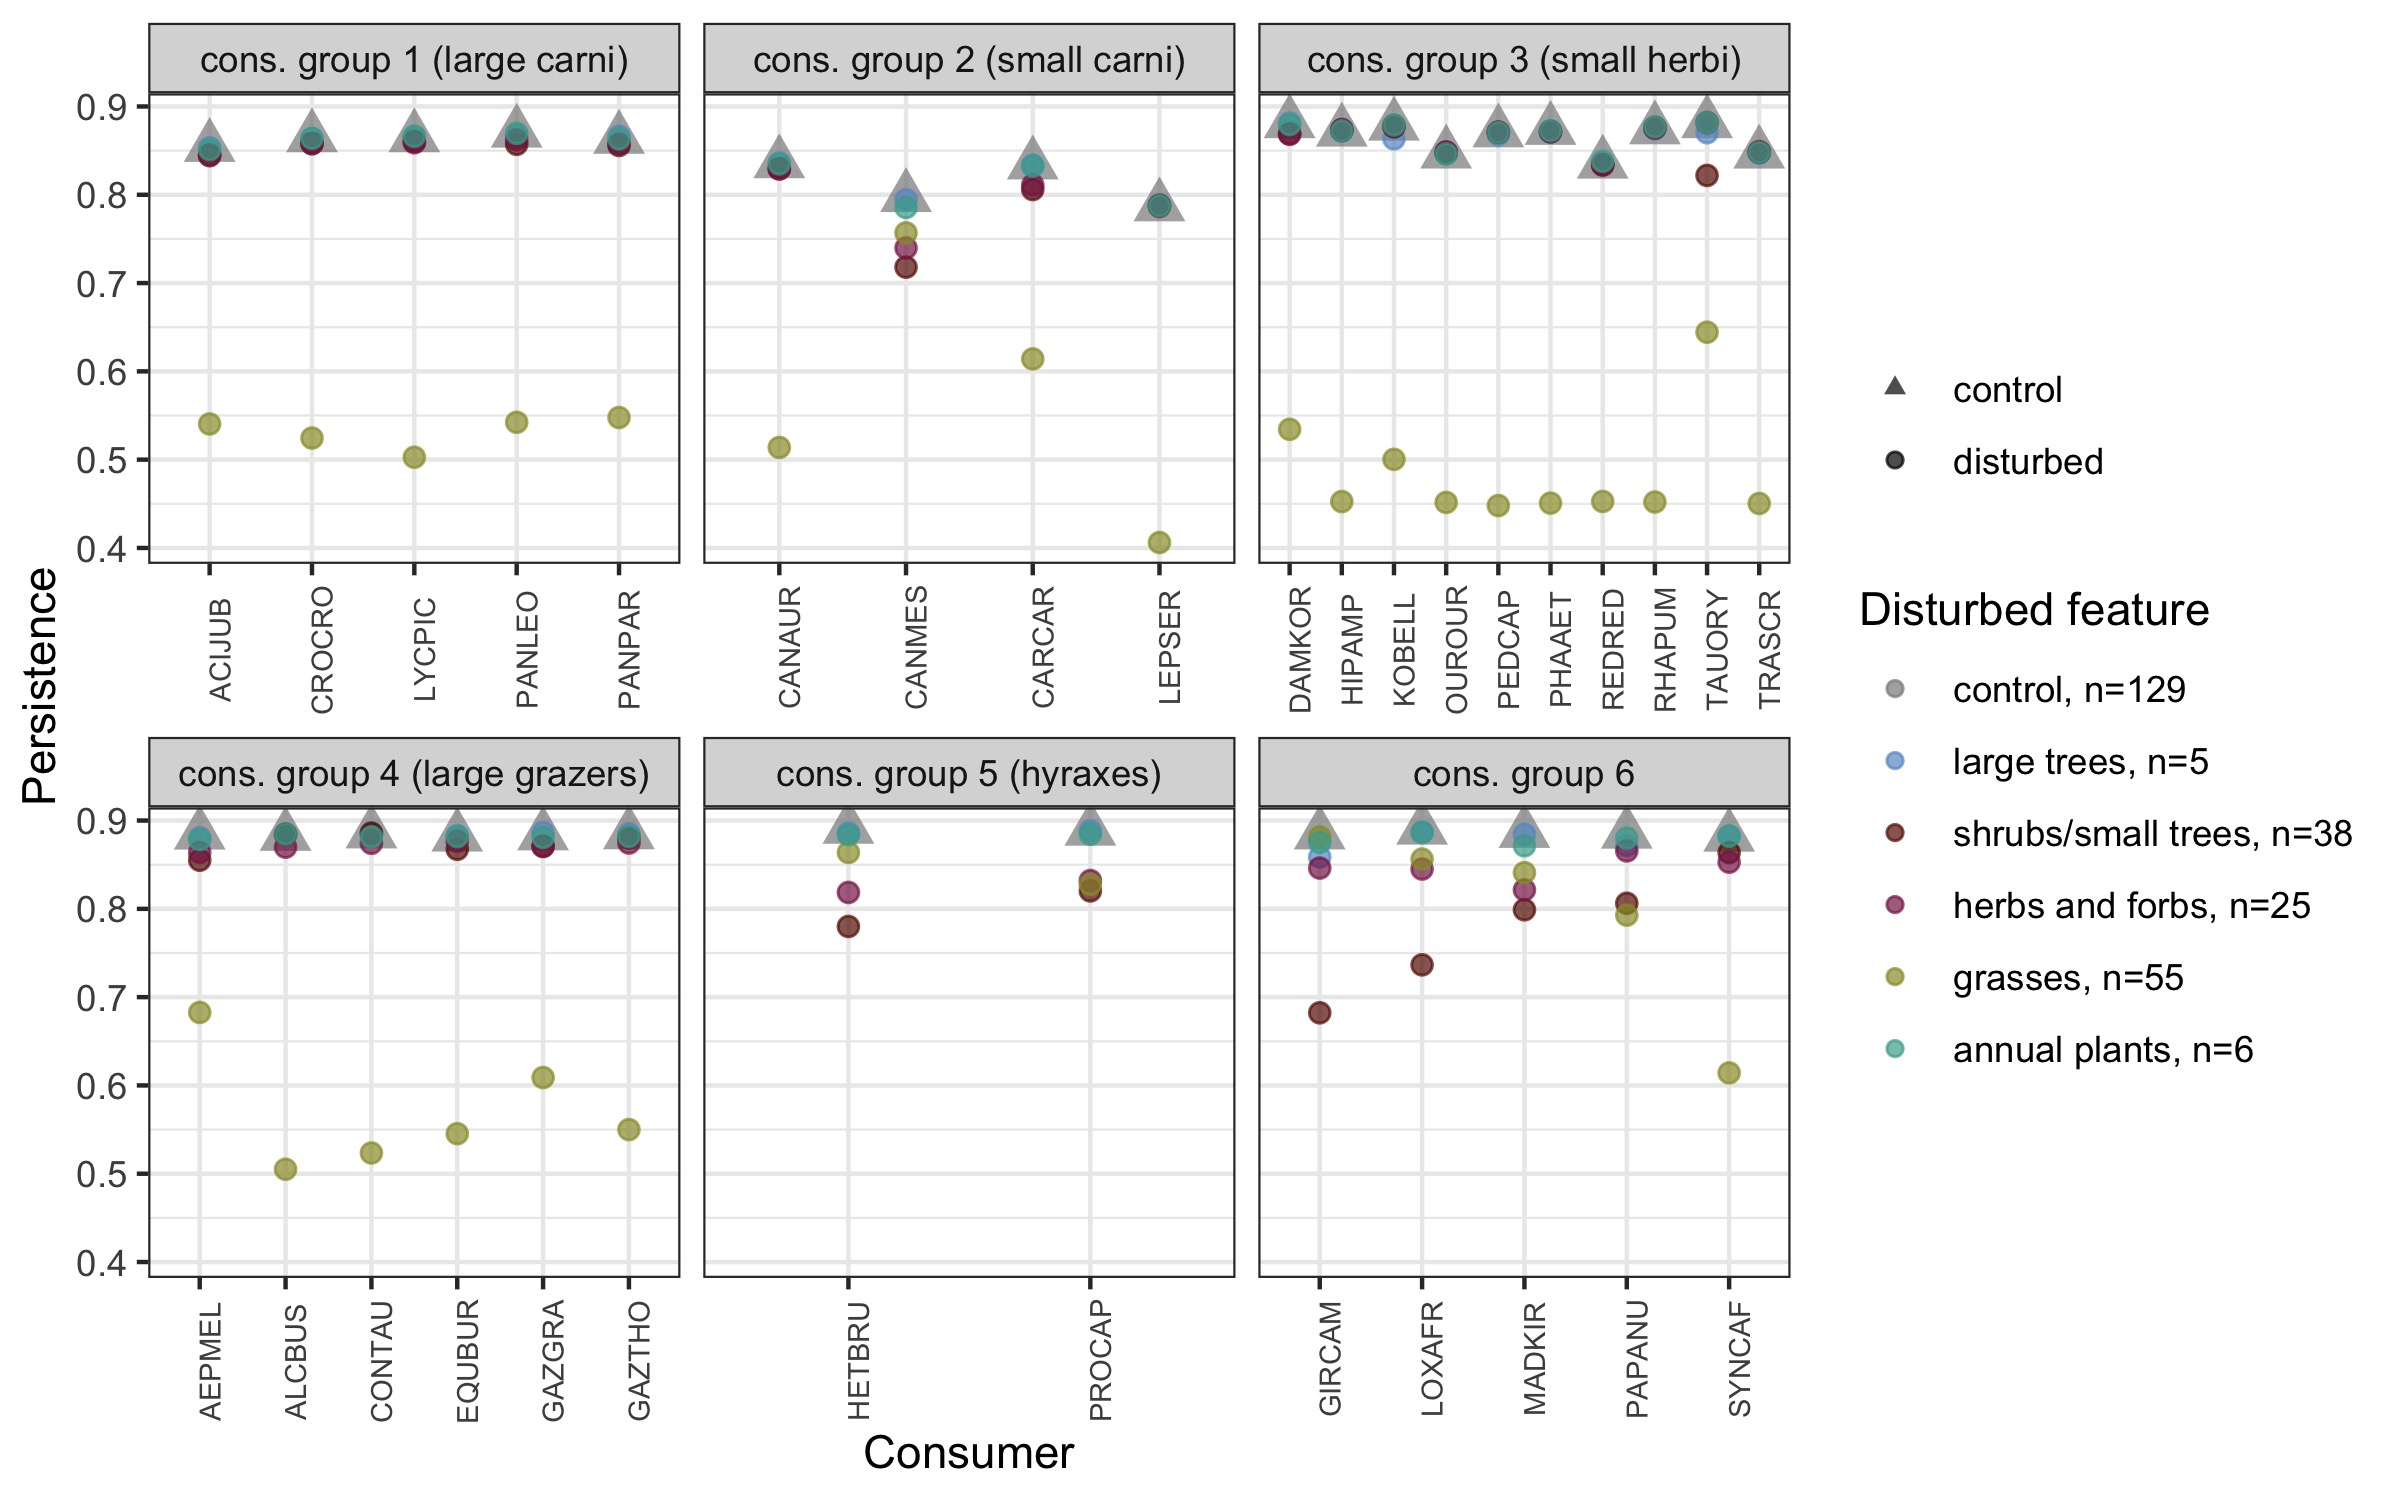 cons. group 1 (large carni)
cons. group 2 (small carni)
cons. group 3 (small herbi)
0.9
0.8
0.7
0.6
0.5
0.4
ACIJUB
CROCRO
LYCPIC
PANLEO
PANPAR
CANAUR
CANMES
CARCAR
LEPSER
DAMKOR
HIPAMP
KOBELL
OUROUR
PEDCAP
PHAAET
REDRED
RHAPUM
TAUORY
TRASCR
Persistence
cons. group 4 (large grazers)
cons. group 5 (hyraxes)
cons. group 6
0.9
0.8
0.7
0.6
0.5
0.4
AEPMEL
ALCBUS
CONTAU
EQUBUR
GAZGRA
GAZTHO
HETBRU
PROCAP
GIRCAM
LOXAFR
MADKIR
PAPANU
SYNCAF
Consumer
control
disturbed
Disturbed feature
control, n=129
large trees, n=5
shrubs/small trees, n=38
herbs and forbs, n=25
grasses, n=55
annual plants, n=6